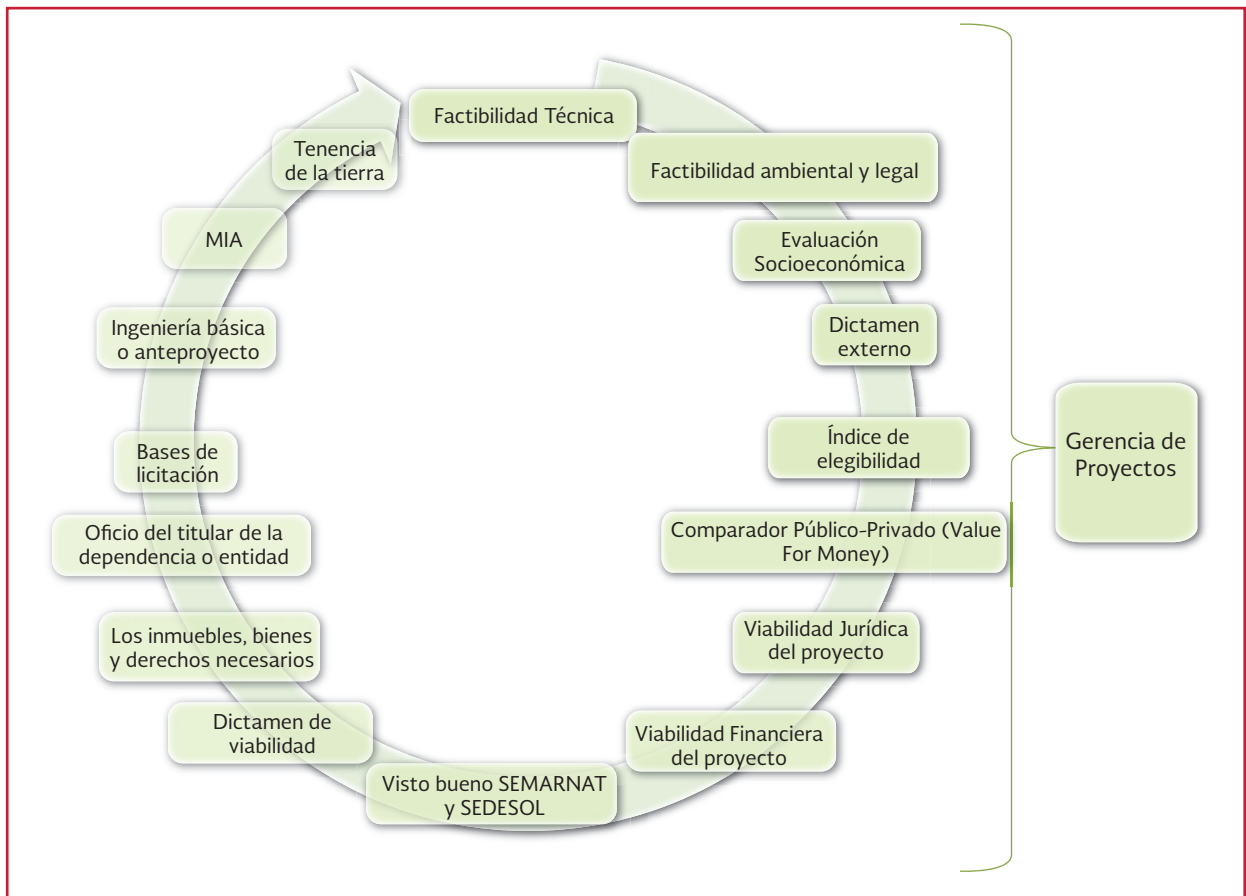 Factibilidad Técnica
Factibilidad ambiental y legal
Evaluación
Socioeconómica
Dictamen
externo
Índice de
elegibilidad
Comparador Público-Privado (Value
For Money)
Viabilidad Jurídica
del proyecto
Viabilidad Financiera
del proyecto
Visto bueno SEMARNAT
y SEDESOL
Dictamen de
viabilidad
Los inmuebles, bienes
y derechos necesarios
Oficio del titular de la
dependencia o entidad
Bases de
licitación
Ingeniería básica
o anteproyecto
MIA
Tenencia
de la tierra
Gerencia de
Proyectos